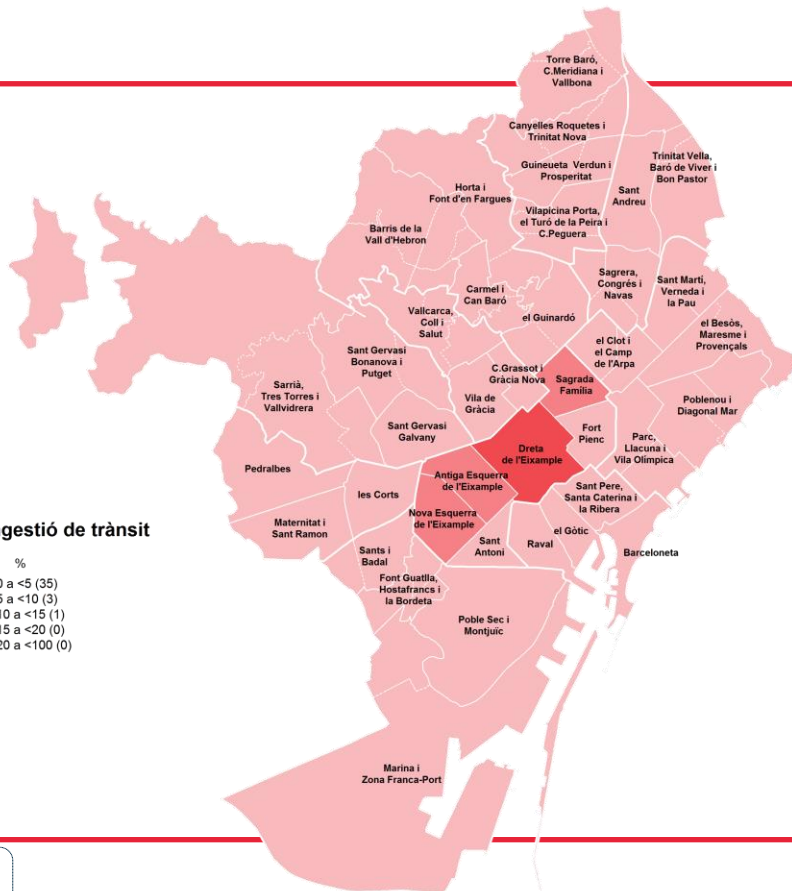 Torre Baró,
C.Meridiana i
Vallbona
Canyelles Roquetes i
Trinitat Nova
Guineueta Verdun i
Prosperitat
Trinitat Vella,
Baró de Viver i
Bon Pastor
Sant
Andreu
Horta i
Font d'en Fargues
Vilapicina Porta,
el Turó de la Peira i
C.Peguera
Barris de la
Vall d'Hebron
Sagrera,
Congrés i
Navas
Sant Martí,
Verneda i
la Pau
Carmel i
Can Baró
Vallcarca,
Coll i
Salut
el Guinardó
el Besòs,
Maresme i
Provençals
el Clot i
el Camp
de l'Arpa
Sant Gervasi
Bonanova i
Putget
Sarrià,
Tres Torres i
Vallvidrera
C.Grassot i
Gràcia Nova
Sagrada
Família
Vila de
Gràcia
Poblenou i
Diagonal Mar
Sant Gervasi
Galvany
Fort
Pienc
Parc,
Llacuna i
Vila Olímpica
Dreta
de l'Eixample
Pedralbes
Antiga Esquerra
de l'Eixample
les Corts
Sant Pere,
Santa Caterina i
la Ribera
Nova Esquerra
de l'Eixample
Maternitat i
Sant Ramon
el Gòtic
Sant
Antoni
Raval
Barceloneta
Sants i
Badal
Font Guatlla,
Hostafrancs i
la Bordeta
Poble Sec i
Montjuïc
Marina i
Zona Franca-Port
gestió de trànsit
%
0 a <5 (35)
5 a <10 (3)
10 a <15 (1)
15 a <20 (0)
20 a <100 (0)